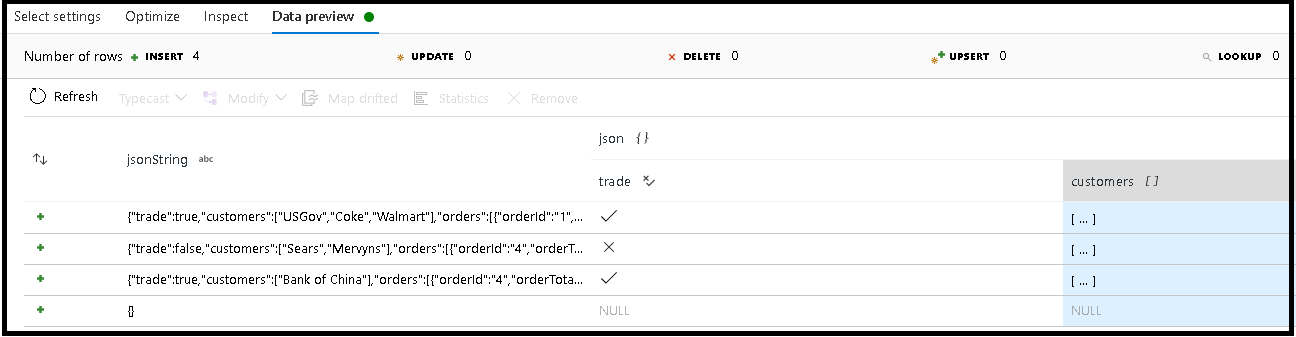 Select settings Optimize Inspect Data preview
Number of rows INSERT 4 UPDATE 0 DELETE 0 UPSERT 0 LOOKUP 0
Refresh Typecast Modify Map drifted Statistics Remove
json {}
jsonString abc
trade customers []
{"trade":true,"customers":["USGov","Coke","Walmart"],"orders":[{"orderId":"1",... [ ... ]
{"trade":false,"customers":["Sears","Mervyns"],"orders":[{"orderId":"4","orderT... [ ... ]
{"trade":true,"customers":["Bank of China"],"orders":[{"orderId":"4","orderTota... [ ... ]
{} NULL NULL